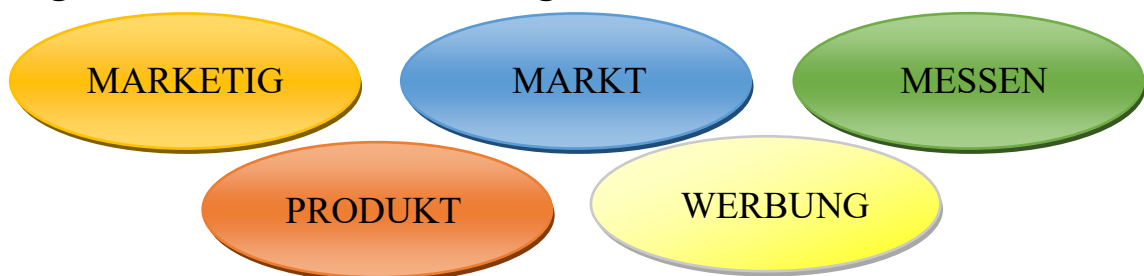 MARKETIG
MARKT
MESSEN
PRODUKT
WERBUNG